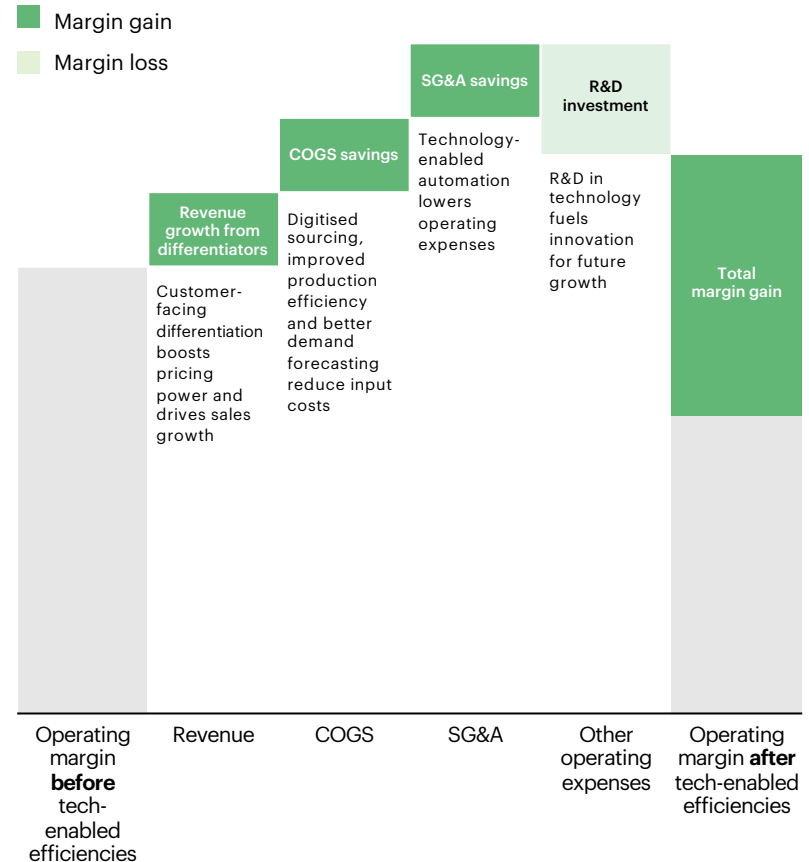 Margin gain
Margin loss
Revenue
growth from
differentiators
Customer-
facing
differentiation
boosts
pricing
power and
drives sales
growth
COGS savings
Digitised
sourcing,
improved
production
efficiency
and better
demand
forecasting
reduce input
costs
SG&A savings
Technology-
enabled
automation
lowers
operating
expenses
R&D
investment
R&D in
technology
fuels
innovation
for future
growth
Total
margin gain
Operating
margin
before
tech-
enabled
efficiencies
Revenue
COGS
SG&A
Other
operating
expenses
Operating
margin after
tech-enabled
efficiencies